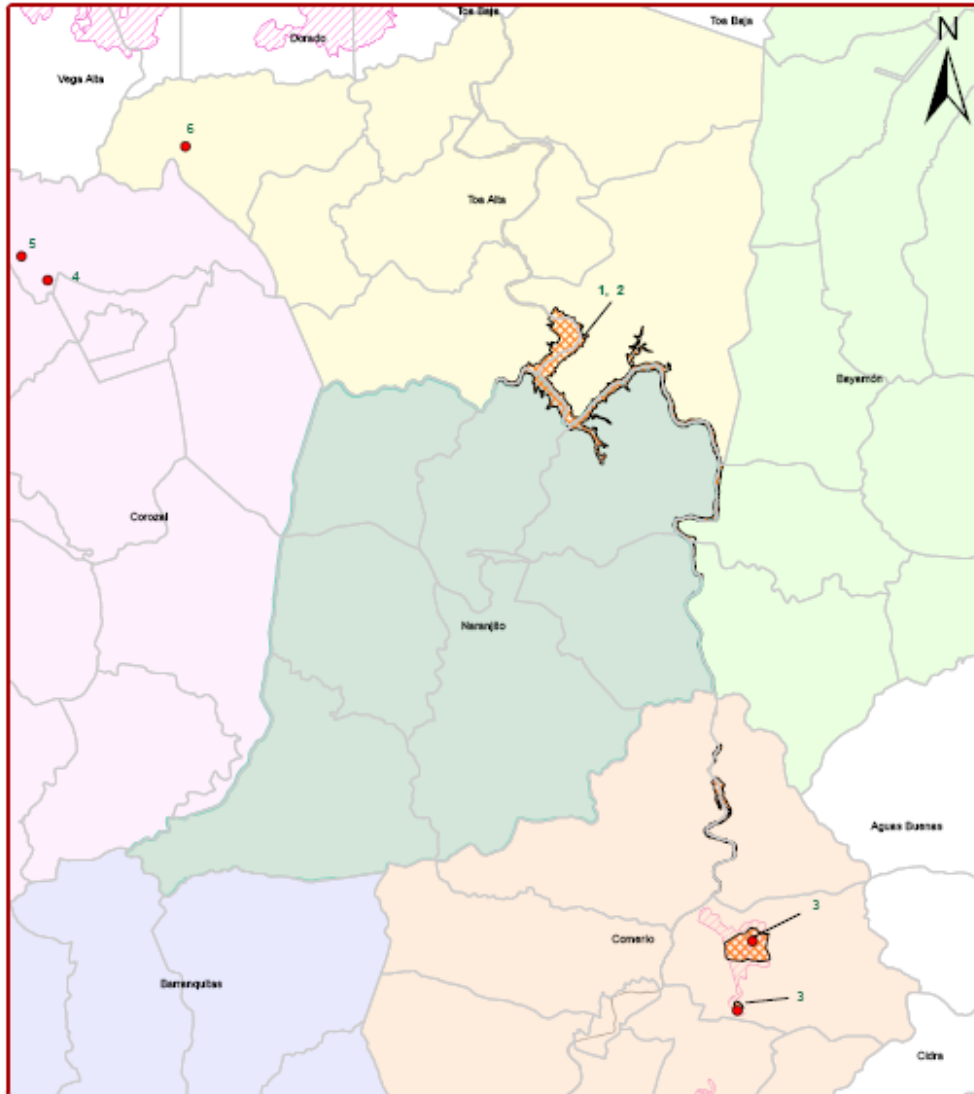 Toa Baja
Toa Baja
Dorado
N
Vega Alta
6
Toa Alta
5
4
1, 2
Bayamón
Corozal
Naranjito
Aguas Buenas
3
Comerío
Barranquitas
3
Cidra